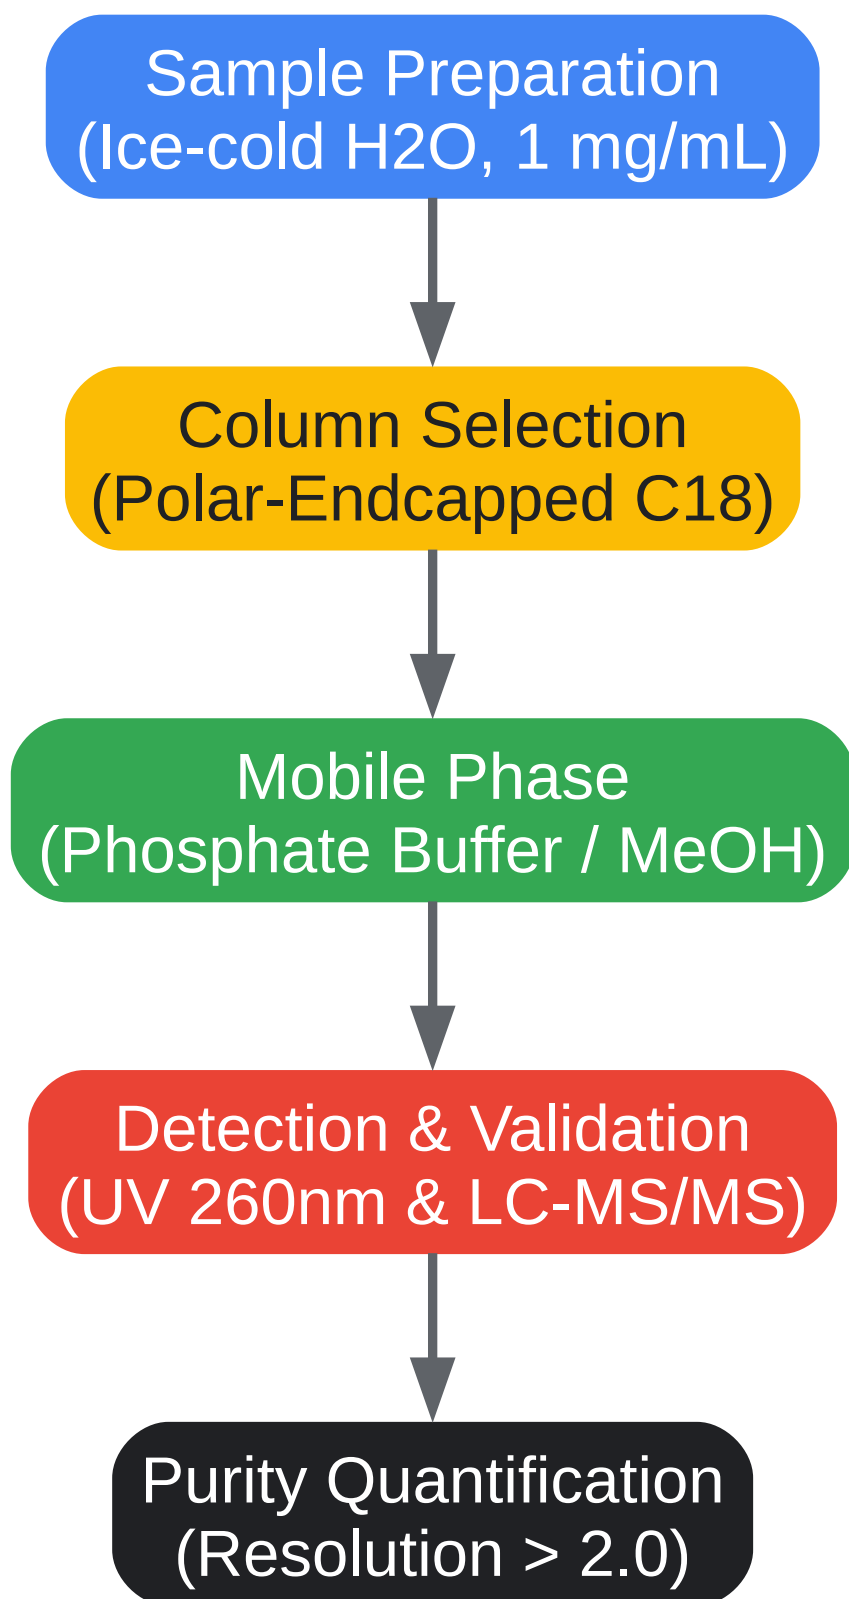 Sample Preparation
(Ice-cold H2O, 1 mg/mL)
Column Selection
(Polar-Endcapped C18)
Mobile Phase
(Phosphate Buffer / MeOH)
Detection & Validation
(UV 260nm & LC-MS/MS)
Purity Quantification
(Resolution > 2.0)